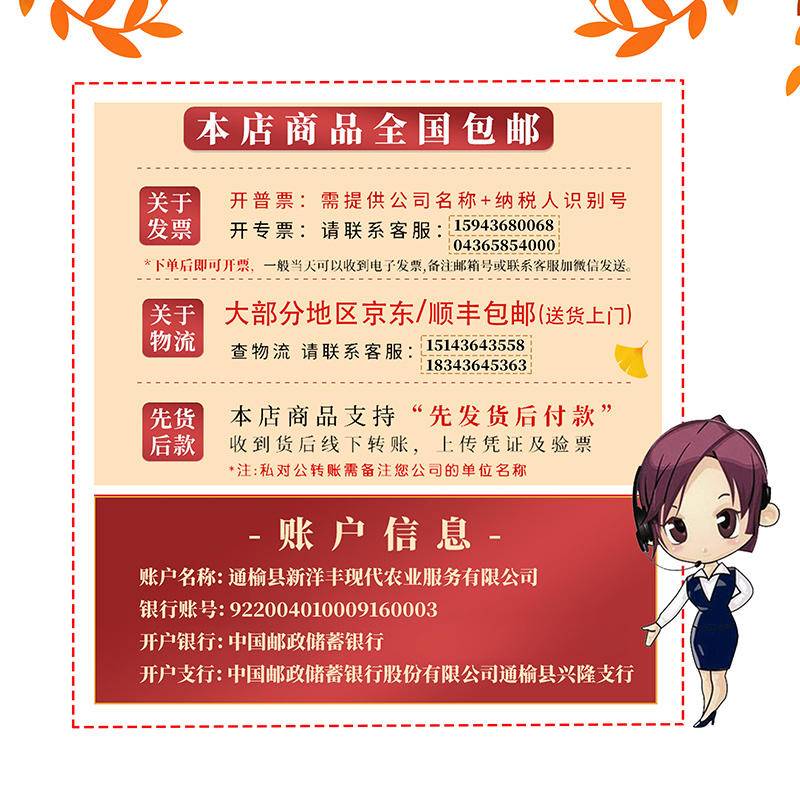 本店商品全国包邮
关于
发票
开普票：需提供公司名称+纳税人识别号
开专票：请联系客服：
15943680068
04365854000
*下单后即可开票，一般当天可以收到电子发票,备注邮箱号或联系客服加微信发送。
关于
物流
大部分地区京东/顺丰包邮(送货上门)
查物流 请联系客服：
15143643558
18343645363
先货
后款
本店商品支持“先发货后付款”
收到货后线下转账，上传凭证及验票
*注:私对公转账需备注您公司的单位名称
- 账户信息 -
账户名称: 通榆县新洋丰现代农业服务有限公司
银行账号: 922004010009160003
开户银行: 中国邮政储蓄银行
开户支行: 中国邮政储蓄银行股份有限公司通榆县兴隆支行